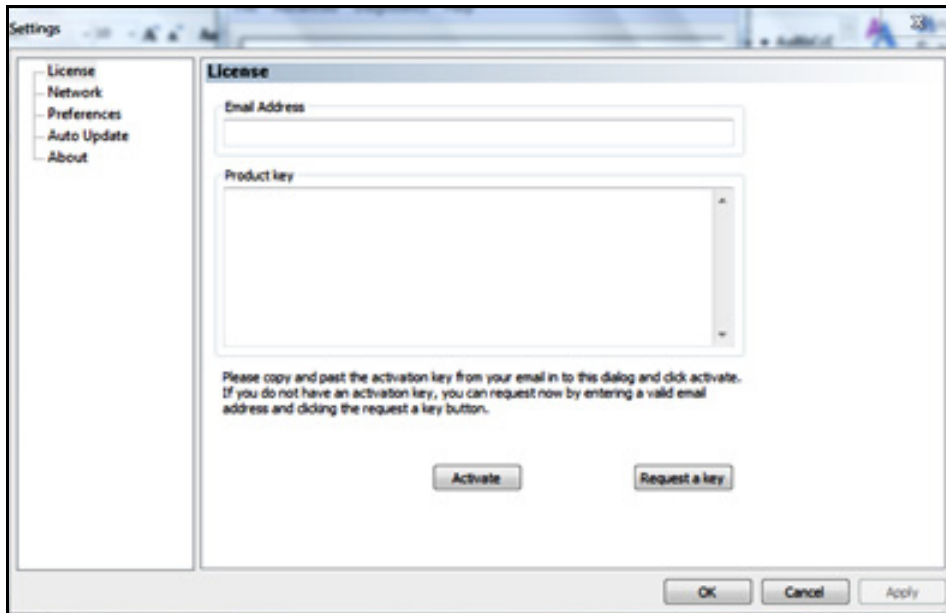 Settings
License
Network
Preferences
Auto Update
About
License
Email Address
Product key
Please copy and past the activation key from your email in to this dialog and click activate.
If you do not have an activation key, you can request now by entering a valid email
address and clicking the request a key button.
Activate
Request a key
OK
Cancel
Apply